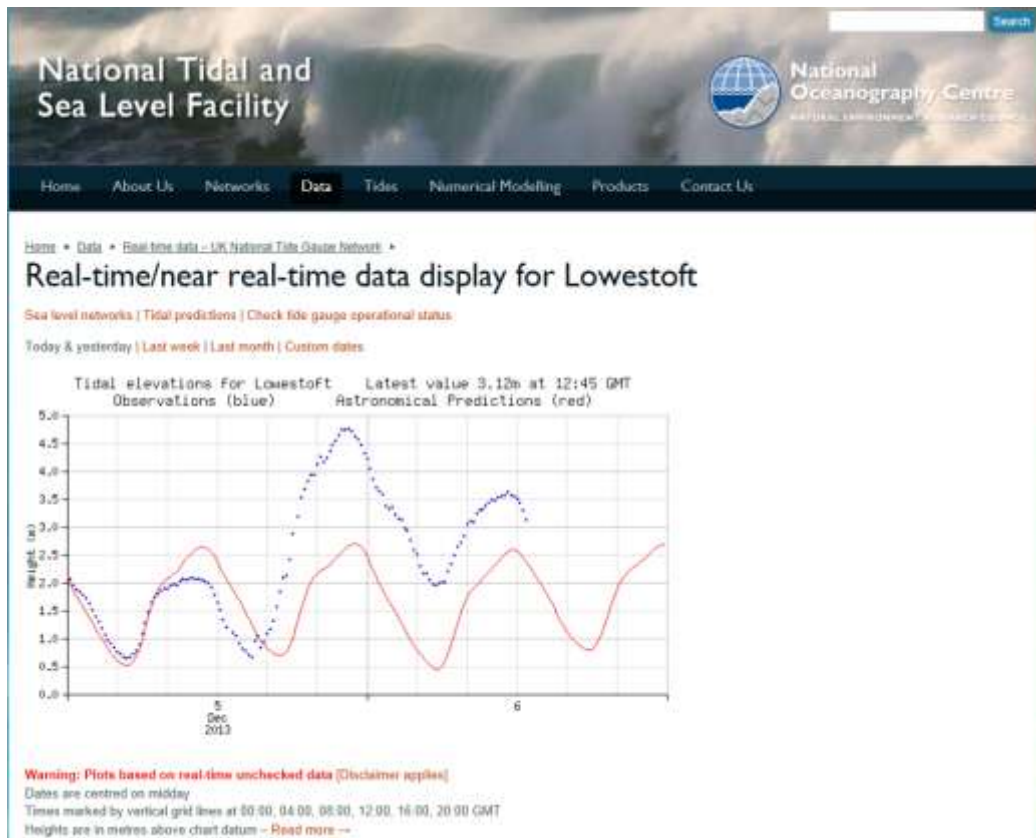 Search
National Tidal and
Sea Level Facility
National
Oceanography Centre
NATURAL ENVIRONMENT RESEARCH COUNCIL
Home About Us Networks Data Tides Numerical Modelling Products Contact Us
Home Data Real time data – UK National Tide Gauge Network
Real-time/near real-time data display for Lowestoft
Sea level networks | Tidal predictions | Check tide gauge operational status
Today & yesterday | Last week | Last month | Custom dates
Tidal elevations for Lowestoft Latest value 3.12m at 12:45 GMT
Observations (blue) Astronomical Predictions (red)
5.0
4.5
4.0
3.5
3.0
2.5
2.0
1.5
1.0
0.5
0.0
Height (m)
5 6
Dec
2013
Warning: Plots based on real-time unchecked data [Disclaimer applies]
Dates are centred on midday
Times marked by vertical grid lines at 00:00, 04:00, 08:00, 12:00, 16:00, 20:00 GMT
Heights are in metres above chart datum – Read more →